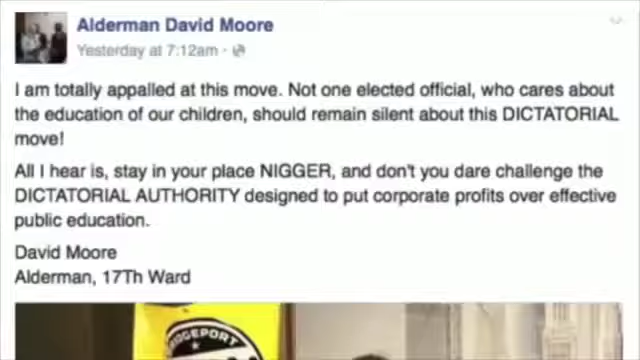 Alderman David Moore
Yesterday at 7:12am ·
I am totally appalled at this move. Not one elected official, who cares about
the education of our children, should remain silent about this DICTATORIAL
move!
All I hear is, stay in your place NIGGER, and don't you dare challenge the
DICTATORIAL AUTHORITY designed to put corporate profits over effective
public education.
David Moore
Alderman, 17Th Ward